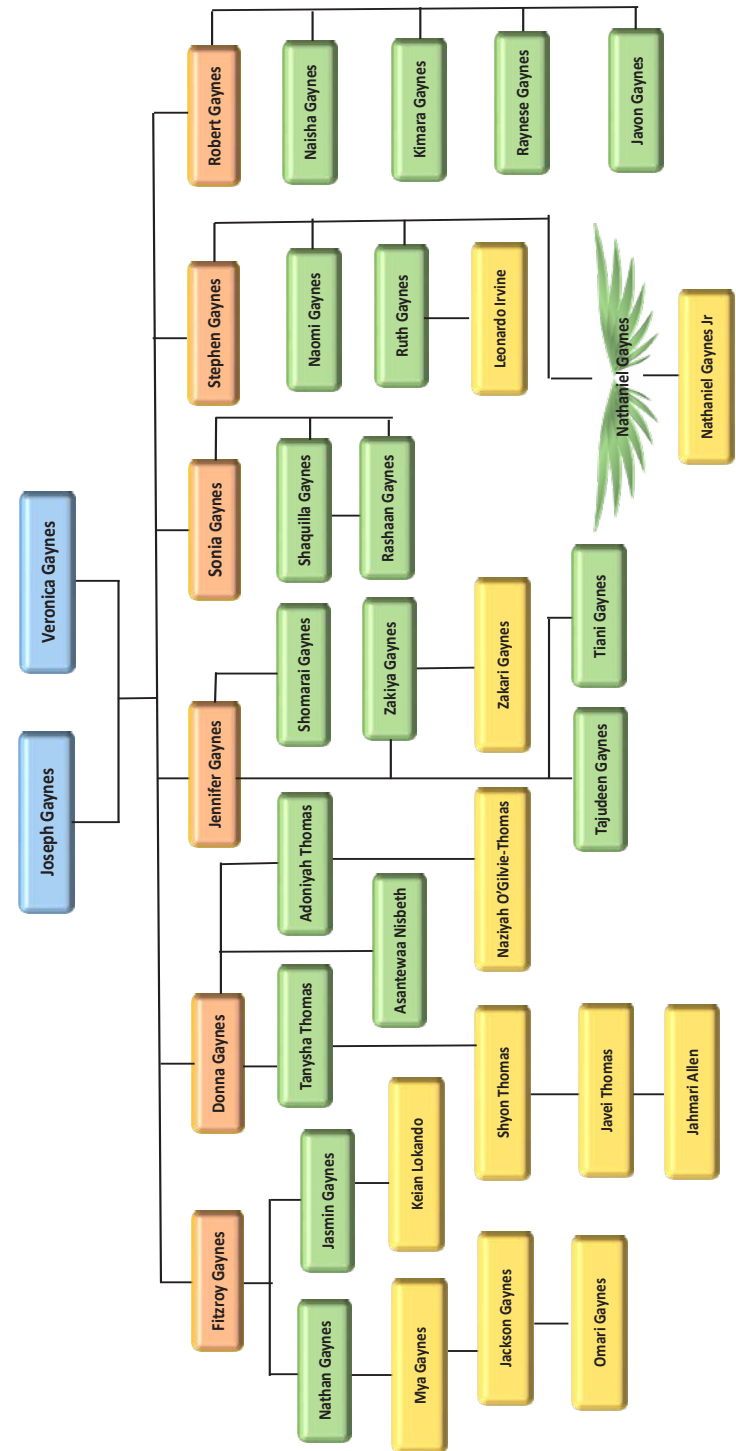 Joseph Gaynes
Veronica Gaynes
Fitzroy Gaynes
Donna Gaynes
Jennifer Gaynes
Sonia Gaynes
Stephen Gaynes
Robert Gaynes
Nathan Gaynes
Jasmin Gaynes
Tanysha Thomas
Adoniyah Thomas
Shomarai Gaynes
Shaquilla Gaynes
Naomi Gaynes
Naisha Gaynes
Mya Gaynes
Keian Lokando
Asantewaa Nisbeth
Zakiya Gaynes
Rashaan Gaynes
Ruth Gaynes
Kimara Gaynes
Jackson Gaynes
Shyon Thomas
Naziyah O'Gilvie-Thomas
Zakari Gaynes
Leonardo Irvine
Raynese Gaynes
Omari Gaynes
Javei Thomas
Tajudeen Gaynes
Tiani Gaynes
Nathaniel Gaynes
Javon Gaynes
Jahmari Allen
Nathaniel Gaynes Jr